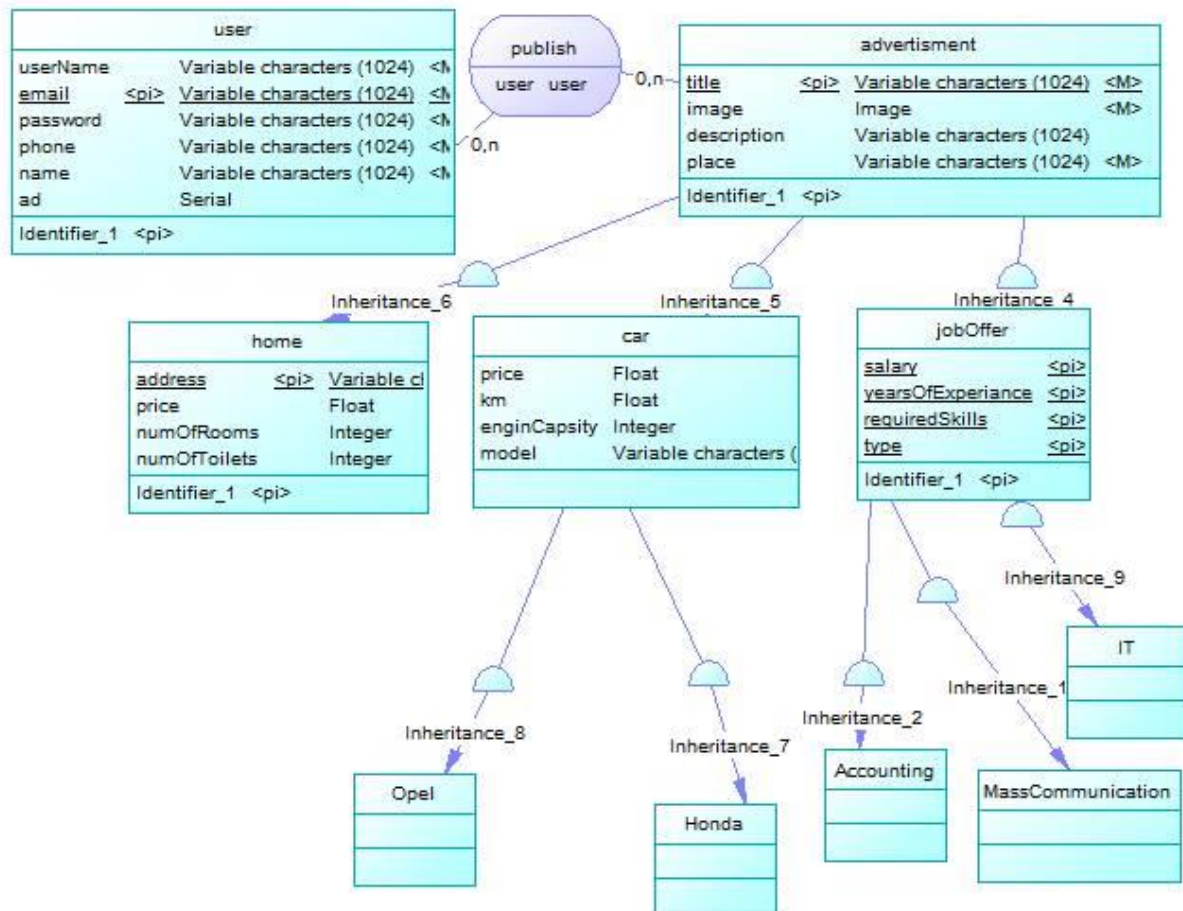 user
userName Variable characters (1024) <M
email <pi> Variable characters (1024) <M
password Variable characters (1024) <M
phone Variable characters (1024) <M
name Variable characters (1024) <M
ad Serial
Identifier_1 <pi>
publish
user user
0,n
0,n
advertisment
title <pi> Variable characters (1024) <M>
image Image <M>
description Variable characters (1024)
place Variable characters (1024) <M>
Identifier_1 <pi>
Inheritance_6
Inheritance_5
Inheritance_4
home
address <pi> Variable cl
price Float
numOfRooms Integer
numOfToilets Integer
Identifier_1 <pi>
car
price Float
km Float
enginCapsity Integer
model Variable characters (
jobOffer
salary <pi>
yearsOfExperiance <pi>
requiredSkills <pi>
type <pi>
Identifier_1 <pi>
Inheritance_9
IT
Inheritance_1
Inheritance_2
Inheritance_8
Inheritance_7
Accounting
MassCommunication
Opel
Honda